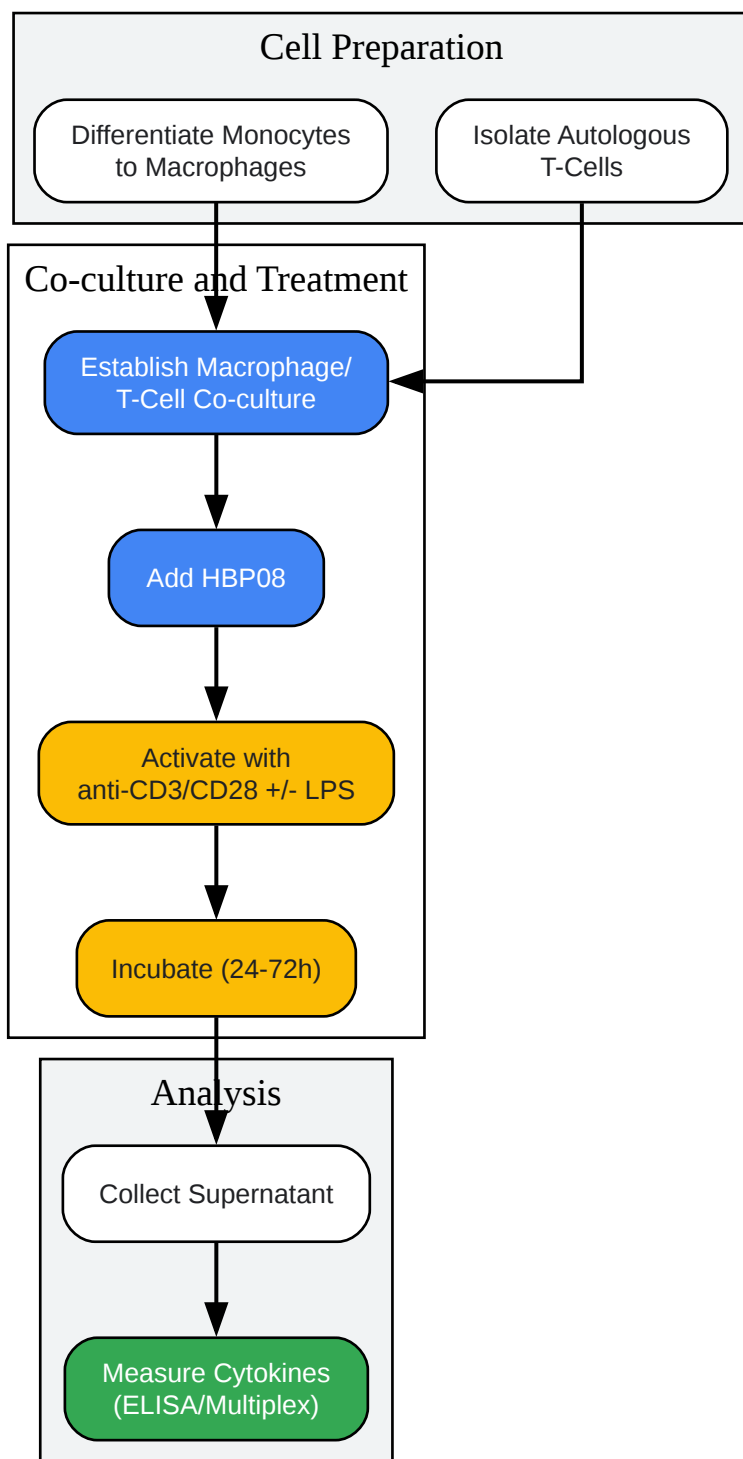 Cell Preparation
Differentiate Monocytes
to Macrophages
Isolate Autologous
T-Cells
Co-culture and Treatment
Establish Macrophage/
T-Cell Co-culture
Add HBP08
Activate with
anti-CD3/CD28 +/- LPS
Incubate (24-72h)
Analysis
Collect Supernatant
Measure Cytokines
(ELISA/Multiplex)